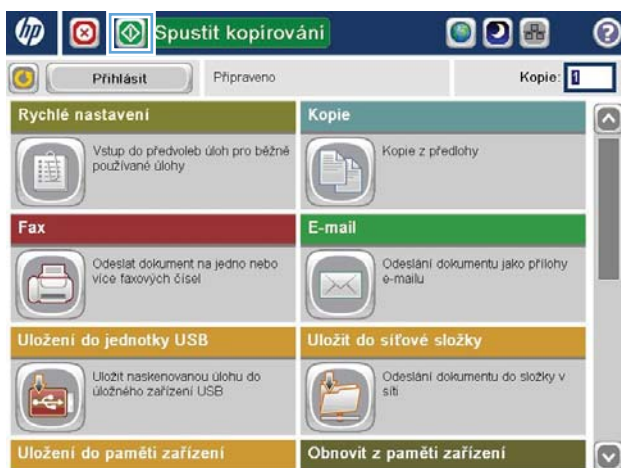 hp
Spustit kopírování
?
Přihlásit
Připraveno
Kopie: 1
Rychlé nastavení
Vstup do předvoleb úloh pro běžně
používané úlohy
Kopie
Kopie z předlohy
Fax
Odeslat dokument na jedno nebo
více faxových čísel
E-mail
Odeslání dokumentu jako přílohy
e-mailu
Uložení do jednotky USB
Uložit naskenovanou úlohu do
úložného zařízení USB
Uložit do síťové složky
Odeslání dokumentu do složky v
síti
Uložení do paměti zařízení
Obnovit z paměti zařízení